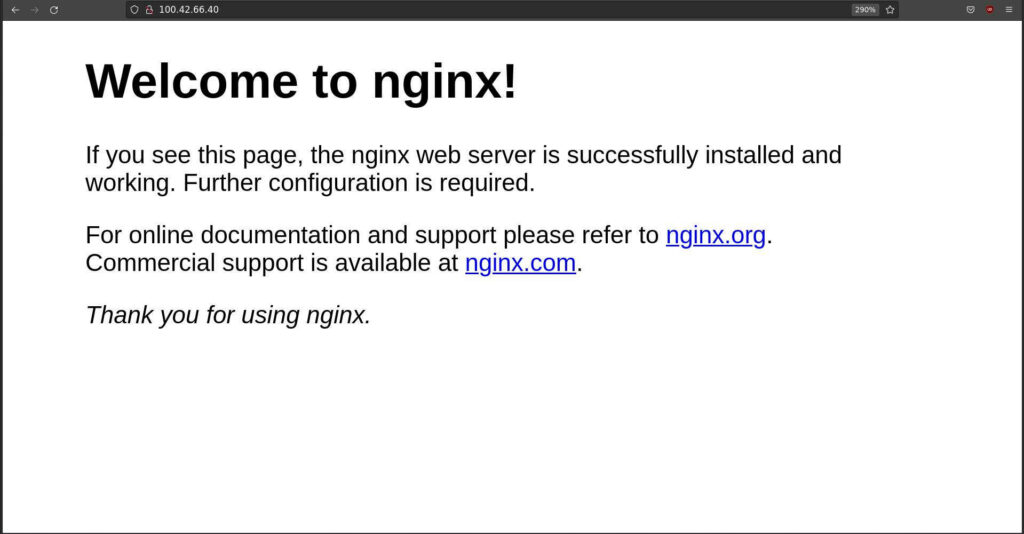 100.42.66.40
290%
Welcome to nginx!
If you see this page, the nginx web server is successfully installed and
working. Further configuration is required.
For online documentation and support please refer to nginx.org.
Commercial support is available at nginx.com.
Thank you for using nginx.